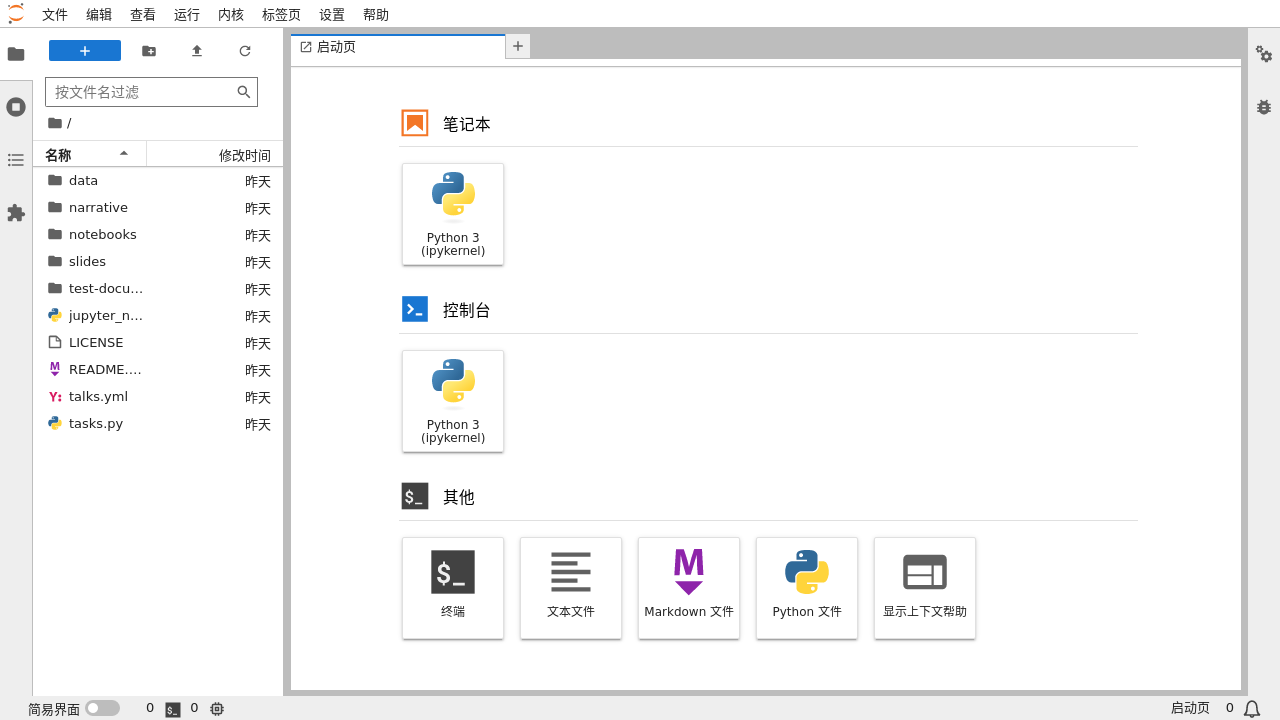 文件 编辑 查看 运行 内核 标签页 设置 帮助
启动页
按文件名过滤
/
名称 修改时间
data 昨天
narrative 昨天
notebooks 昨天
slides 昨天
test-docu… 昨天
jupyter_n… 昨天
LICENSE 昨天
README.… 昨天
talks.yml 昨天
tasks.py 昨天
笔记本
Python 3
(ipykernel)
控制台
Python 3
(ipykernel)
其他
终端 文本文件 Markdown 文件 Python 文件 显示上下文帮助
简易界面 0 0 启动页 0